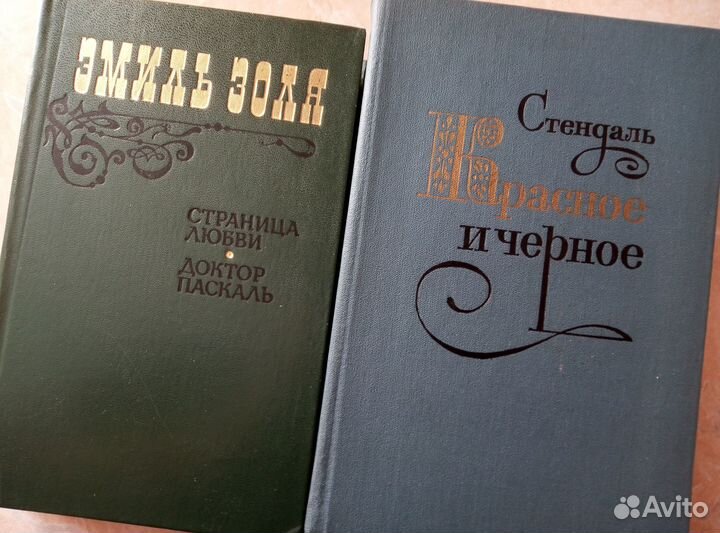 ЭМИЛЬ ЗОЛЯ
СТРАНИЦА
ЛЮБВИ
ДОКТОР
ПАСКАЛЬ
Стендаль
Красное
и черное
Avito